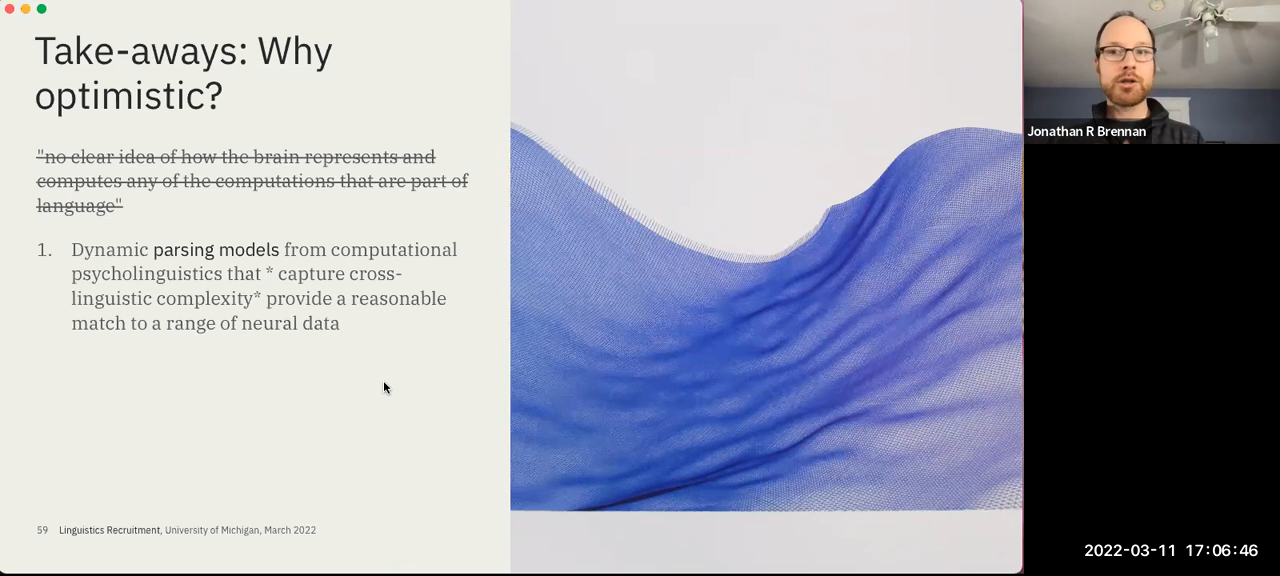 Take-aways: Why
optimistic?
"no clear idea of how the brain represents and
computes any of the computations that are part of
language"
1. Dynamic parsing models from computational
psycholinguistics that * capture cross-
linguistic complexity* provide a reasonable
match to a range of neural data
59 Linguistics Recruitment, University of Michigan, March 2022
Jonathan R Brennan
2022-03-11 17:06:46